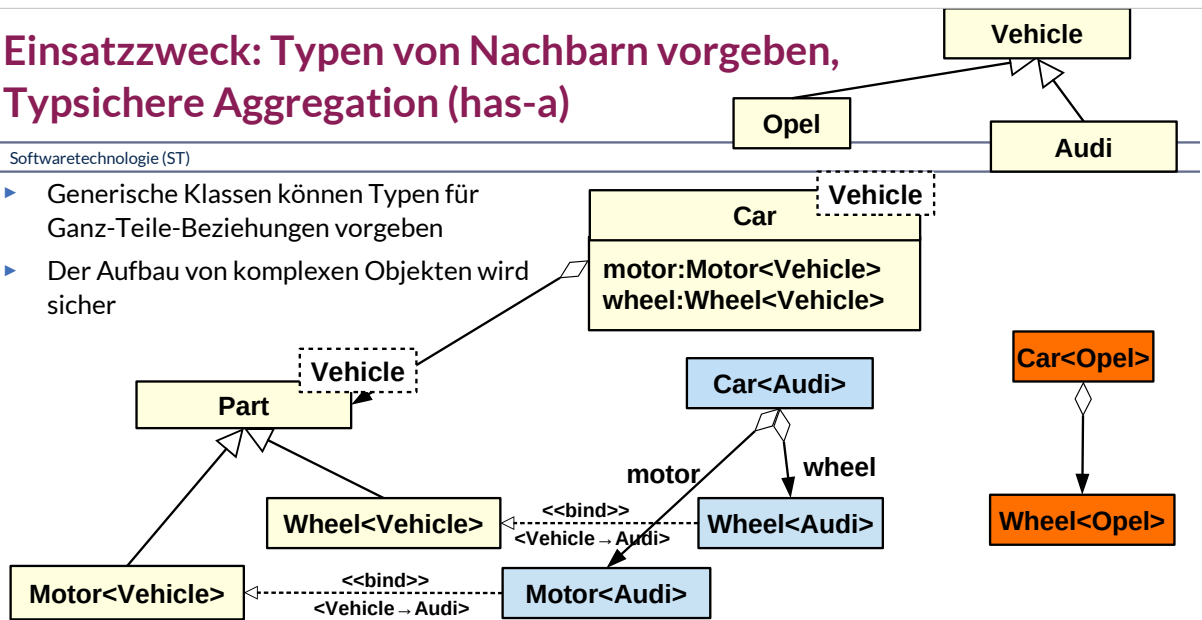 Einsatzzweck: Typen von Nachbarn vorgeben,
Typsichere Aggregation (has-a)
Vehicle
Opel
Audi
Softwaretechnologie (ST)
► Generische Klassen können Typen für
Ganz-Teile-Beziehungen vorgeben
► Der Aufbau von komplexen Objekten wird
sicher
Vehicle
Car
motor:Motor<Vehicle>
wheel:Wheel<Vehicle>
Vehicle
Part
Car<Audi>
Car<Opel>
motor
wheel
Wheel<Vehicle>
<<bind>>
<Vehicle→Audi>
Wheel<Audi>
Wheel<Opel>
Motor<Vehicle>
<<bind>>
<Vehicle→Audi>
Motor<Audi>